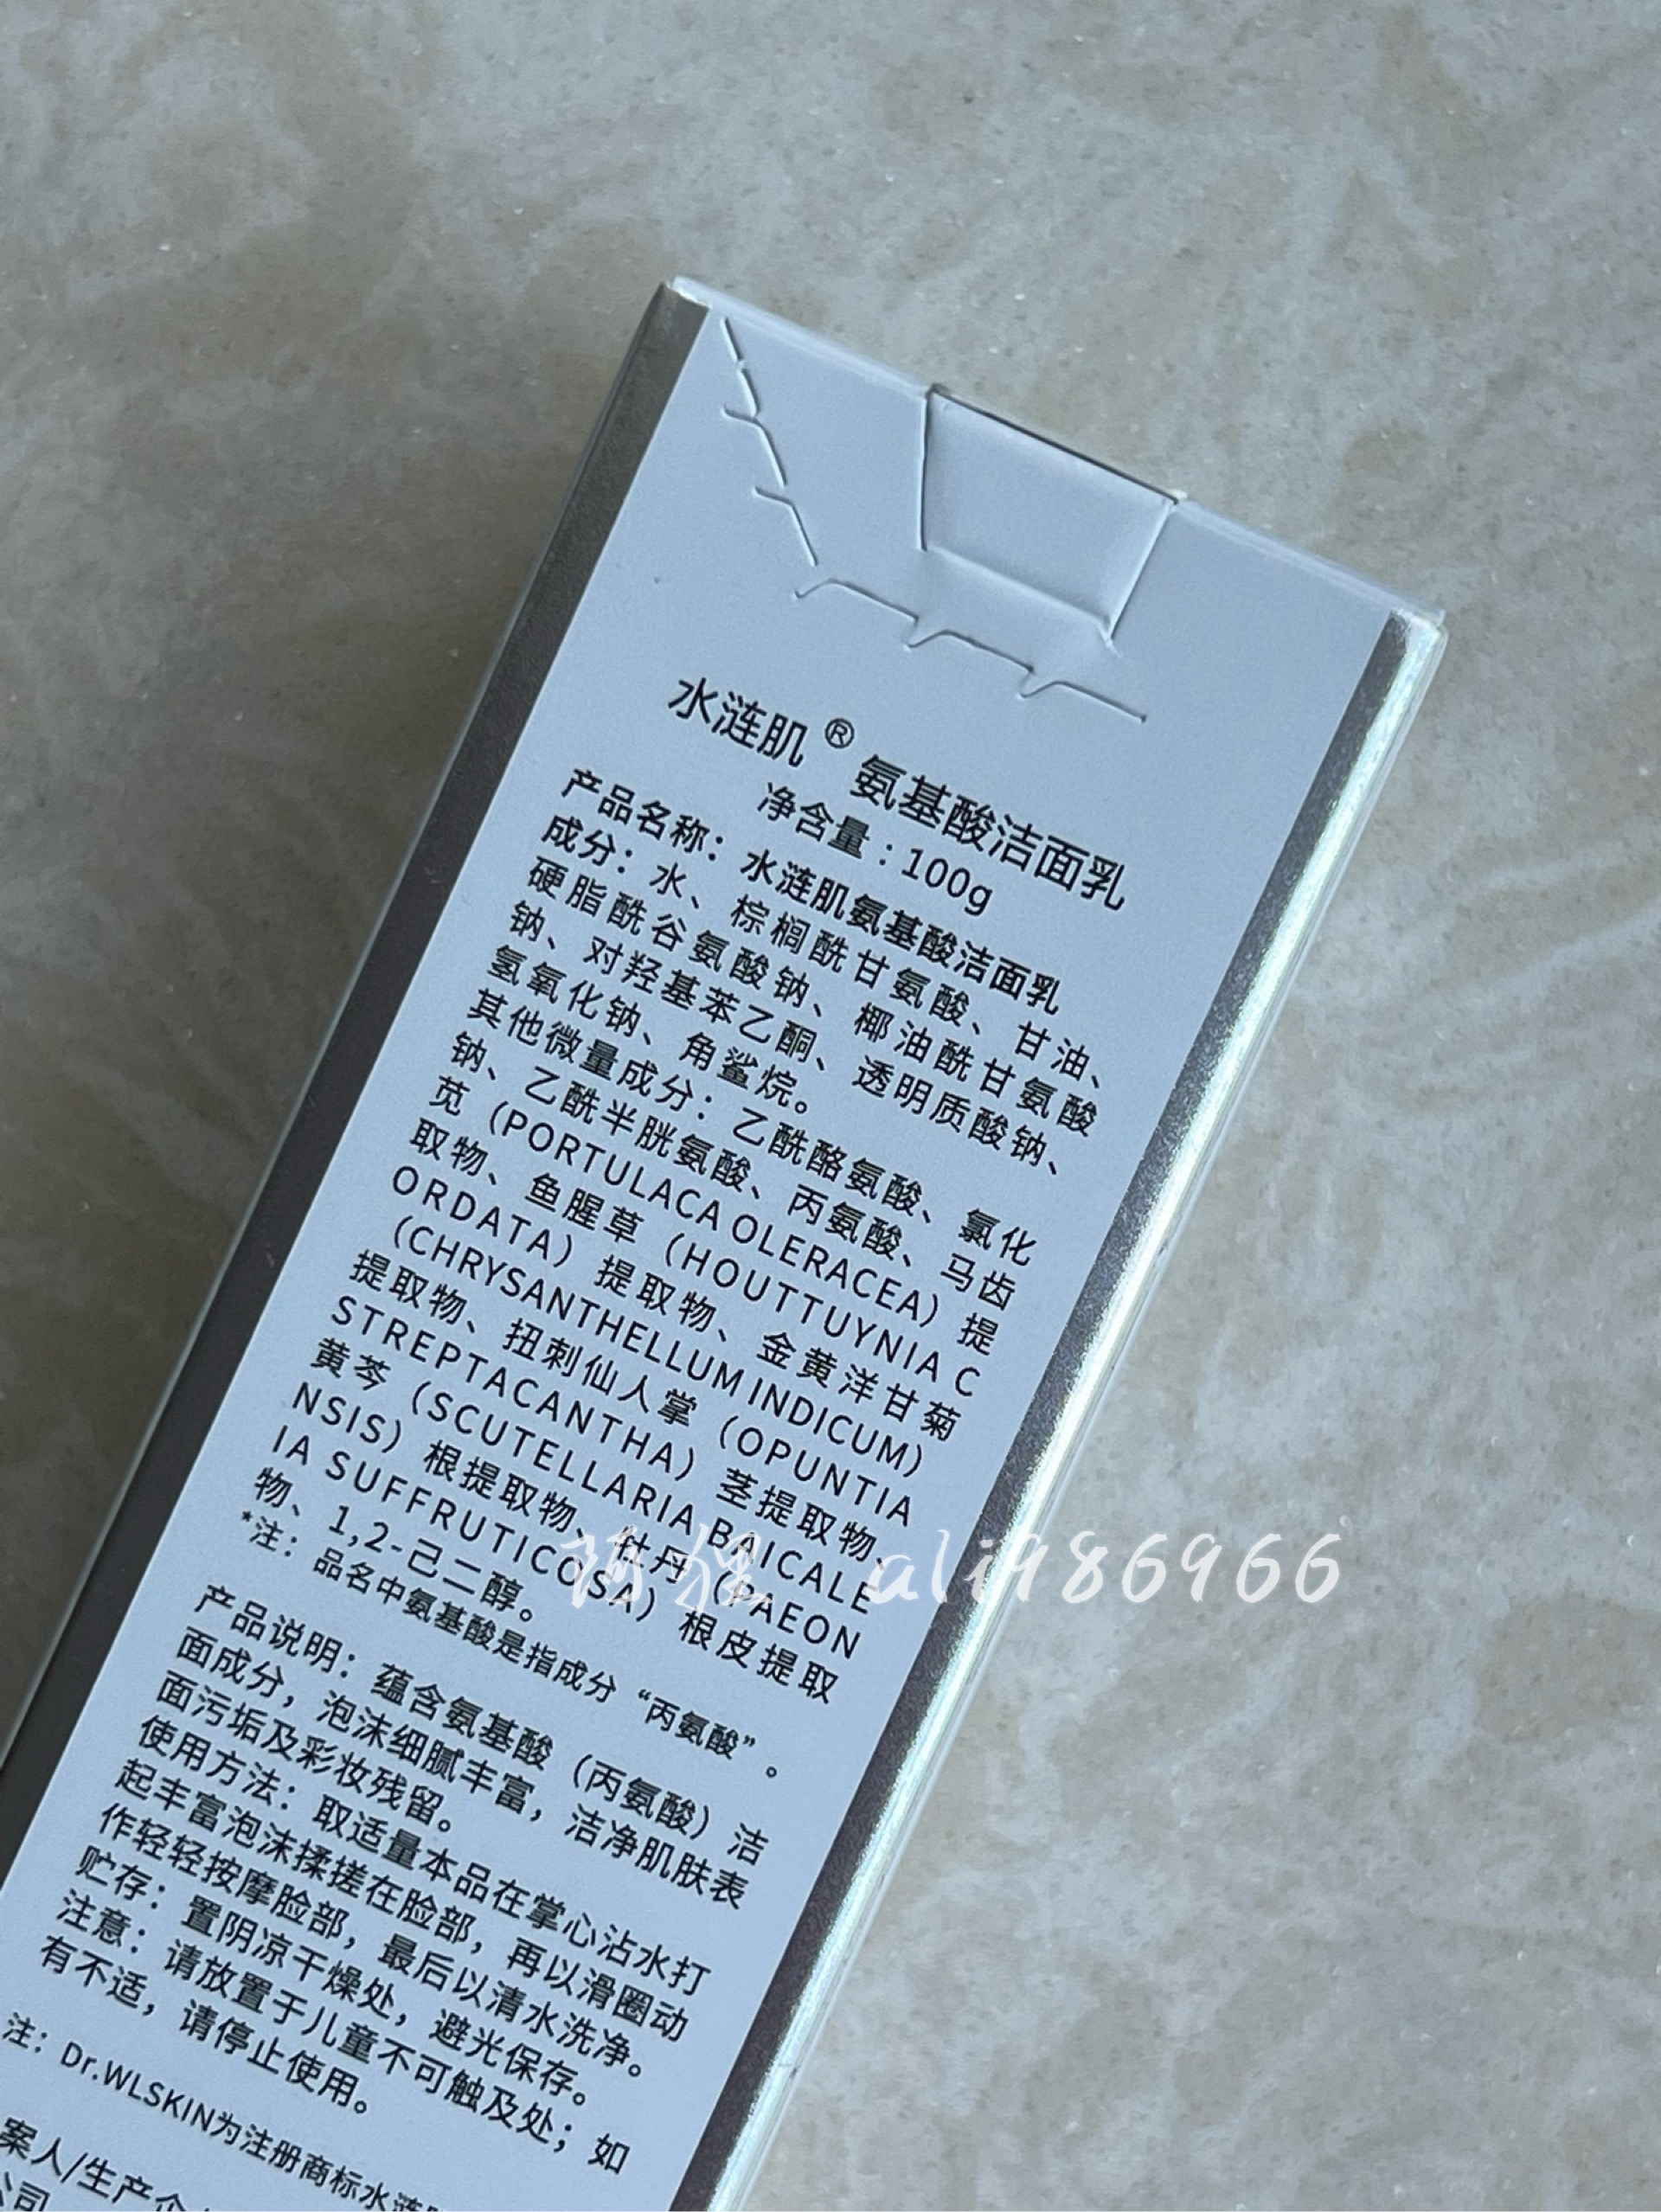 水涟肌® 氨基酸洁面乳
净含量：100g
产品名称：水涟肌氨基酸洁面乳
成分：水、棕榈酰甘氨酸、甘油、
硬脂酰谷氨酸钠、椰油酰甘氨酸
钠、对羟基苯乙酮、透明质酸钠、
氢氧化钠、角鲨烷。
其他微量成分：乙酰酪氨酸、氯化
钠、乙酰半胱氨酸、丙氨酸、马齿
苋（PORTULACA OLERACEA）提
取物、鱼腥草（HOUTTUYNIA C
ORDATA）提取物、金黄洋甘菊
（CHRYSANTHELLUM INDICUM）
提取物、扭刺仙人掌（OPUNTIA
STREPTACANTHA）茎提取物、
黄芩（SCUTELLARIA BAICALE
NSIS）根提取物、牡丹（PAEON
IA SUFFRUTICOSA）根皮提取
物、1,2-己二醇。
*注：品名中氨基酸是指成分“丙氨酸”。
产品说明：蕴含氨基酸（丙氨酸）洁
面成分，泡沫细腻丰富，洁净肌肤表
面污垢及彩妆残留。
使用方法：取适量本品在掌心沾水打
起丰富泡沫揉搓在脸部，再以滑圈动
作轻轻按摩脸部，最后以清水洗净。
贮存：置阴凉干燥处，避光保存。
注意：请放置于儿童不可触及处；如
有不适，请停止使用。
注：Dr.WLSKIN为注册商标水涟
案人/生产企
公司
阿狸 ali986966